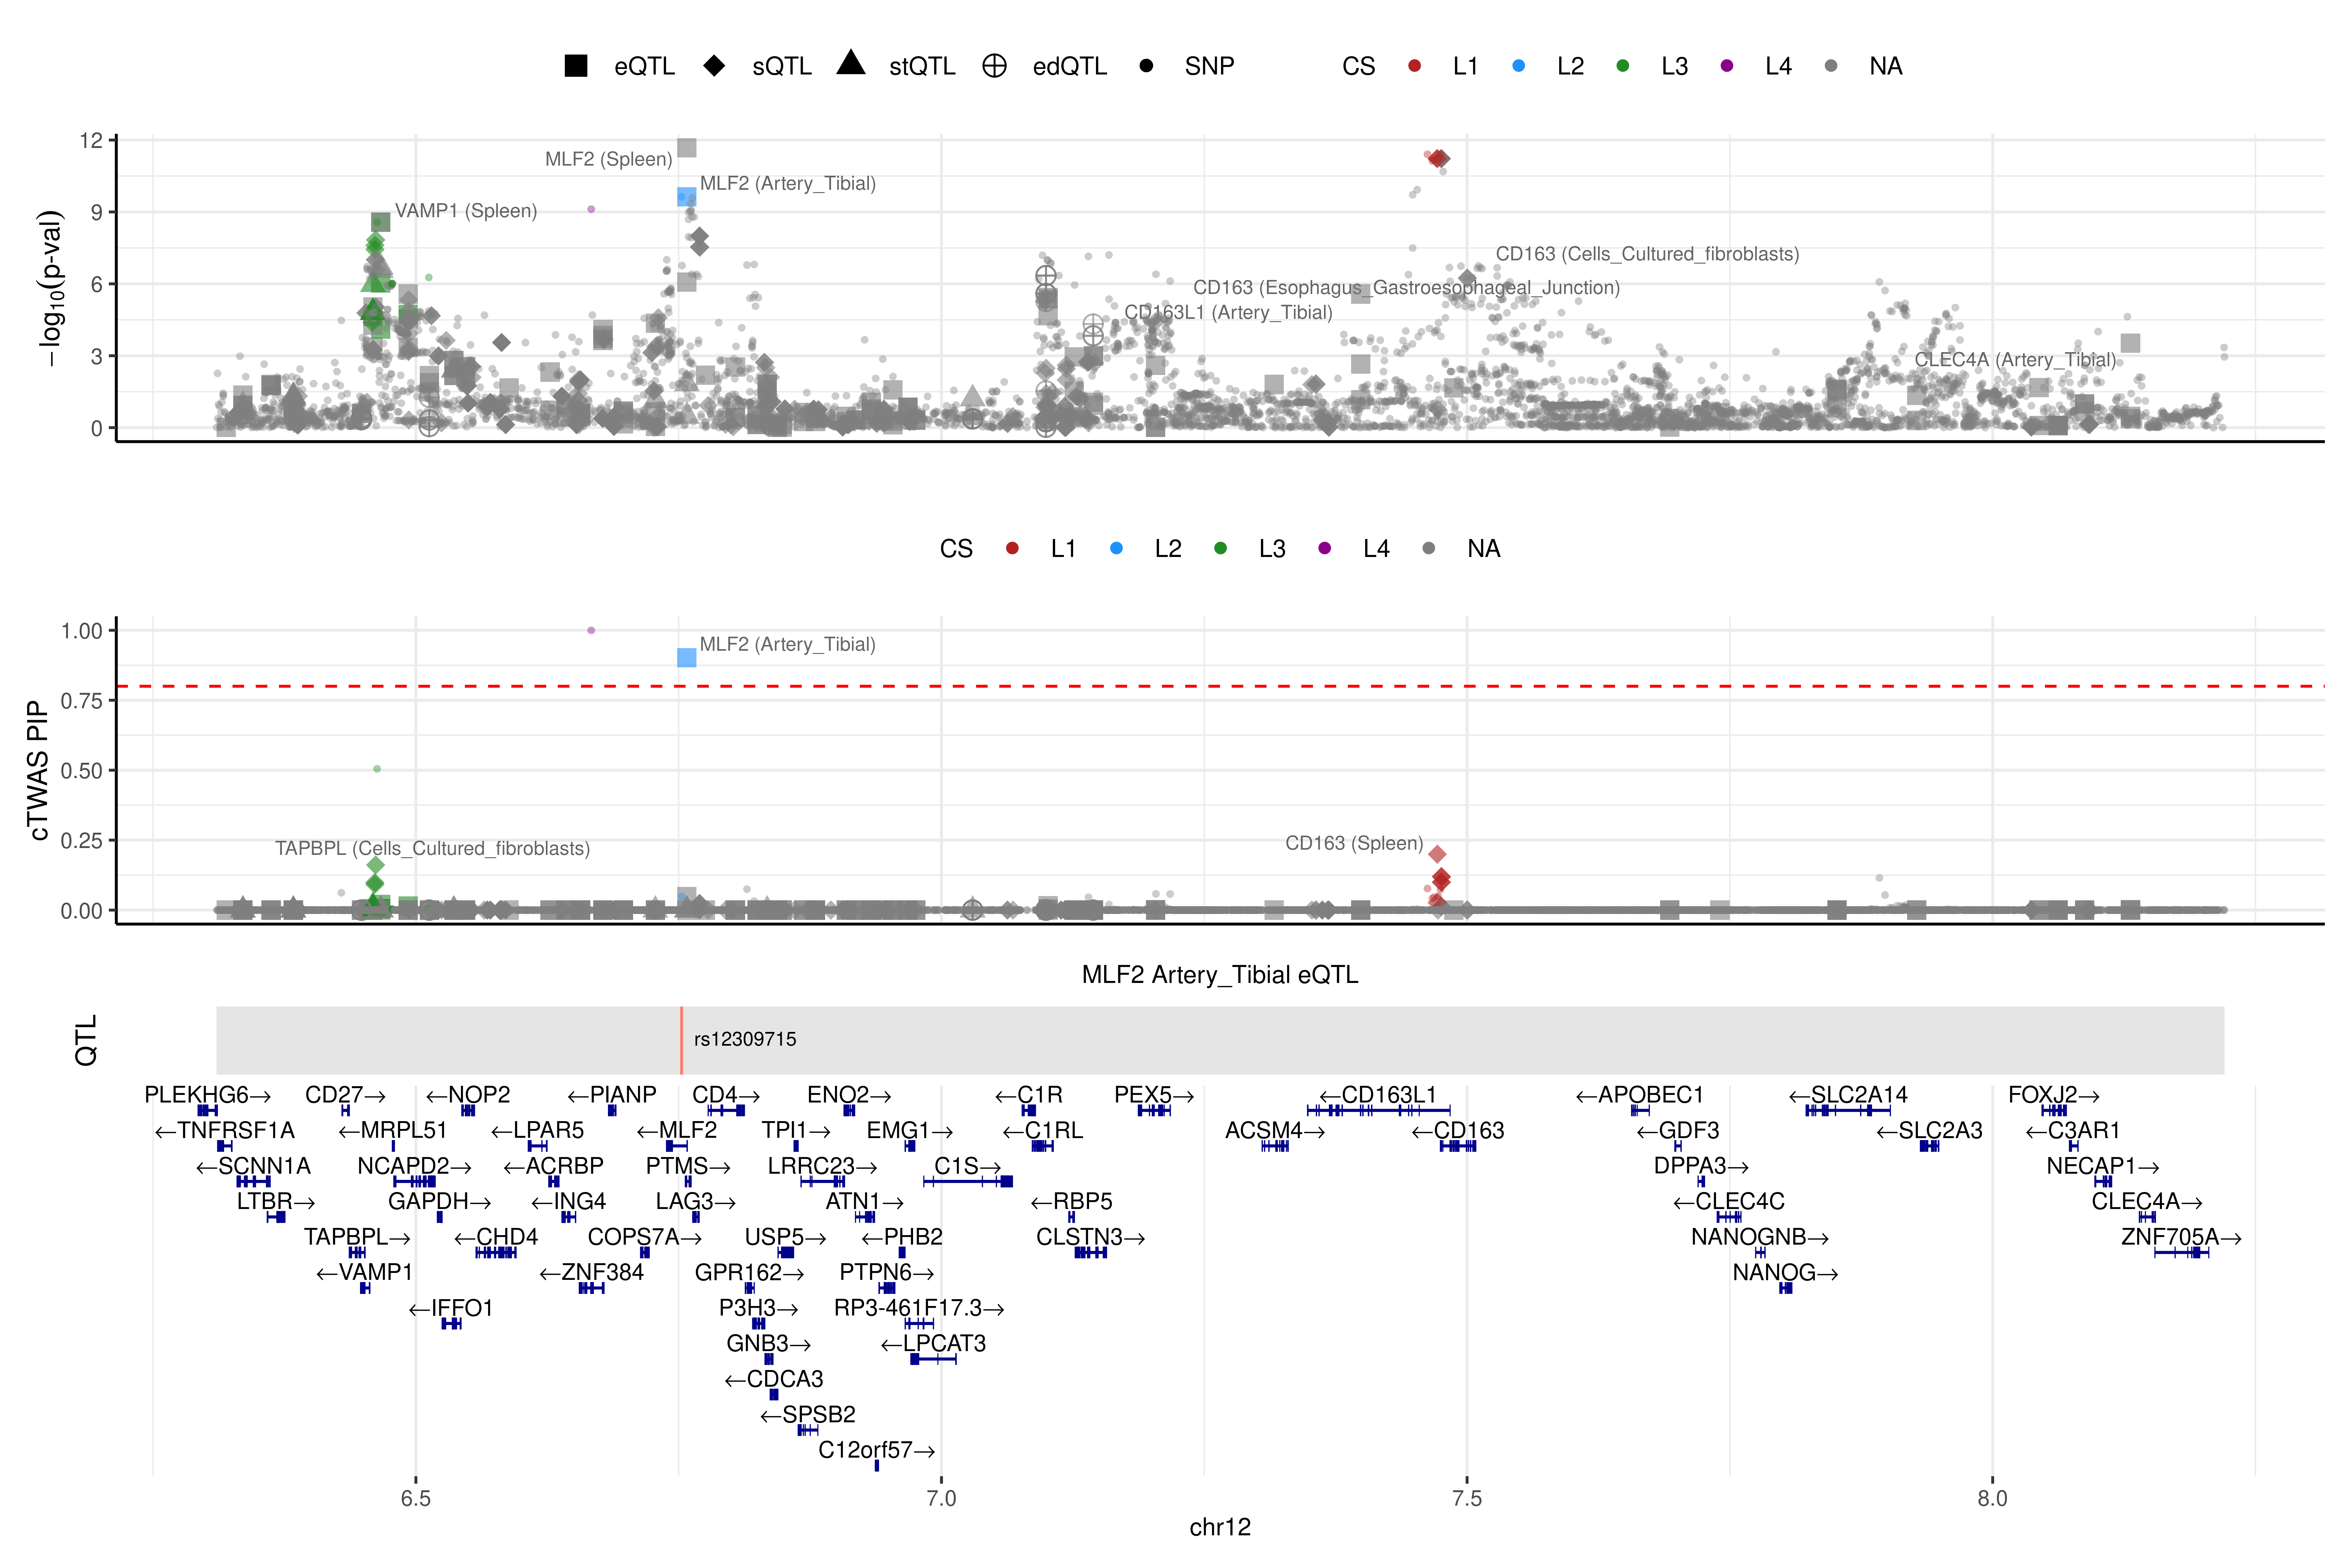 eQTL sQTL stQTL edQTL SNP CS L1 L2 L3 L4 NA
−log10(p-val)
12
9
6
3
0
MLF2 (Spleen)
MLF2 (Artery_Tibial)
VAMP1 (Spleen)
CD163 (Cells_Cultured_fibroblasts)
CD163 (Esophagus_Gastroesophageal_Junction)
CD163L1 (Artery_Tibial)
CLEC4A (Artery_Tibial)
CS L1 L2 L3 L4 NA
cTWAS PIP
1.00
0.75
0.50
0.25
0.00
MLF2 (Artery_Tibial)
TAPBPL (Cells_Cultured_fibroblasts)
CD163 (Spleen)
MLF2 Artery_Tibial eQTL
QTL
rs12309715
PLEKHG6→ CD27→ ←NOP2 ←PIANP CD4→ ENO2→ ←C1R PEX5→ ←CD163L1 ←APOBEC1 ←SLC2A14 FOXJ2→
←TNFRSF1A ←MRPL51 ←LPAR5 ←MLF2 TPI1→ EMG1→ ←C1RL ACSM4→ ←CD163 ←GDF3 ←SLC2A3 ←C3AR1
←SCNN1A NCAPD2→ ←ACRBP PTMS→ LRRC23→ C1S→ DPPA3→ NECAP1→
LTBR→ GAPDH→ ←ING4 LAG3→ ATN1→ ←RBP5 ←CLEC4C CLEC4A→
TAPBPL→ ←CHD4 COPS7A→ USP5→ ←PHB2 CLSTN3→ NANOGNB→ ZNF705A→
←VAMP1 ←ZNF384 GPR162→ PTPN6→ NANOG→
←IFFO1 P3H3→ RP3-461F17.3→
GNB3→ ←LPCAT3
←CDCA3
←SPSB2
C12orf57→
6.5 7.0 7.5 8.0
chr12